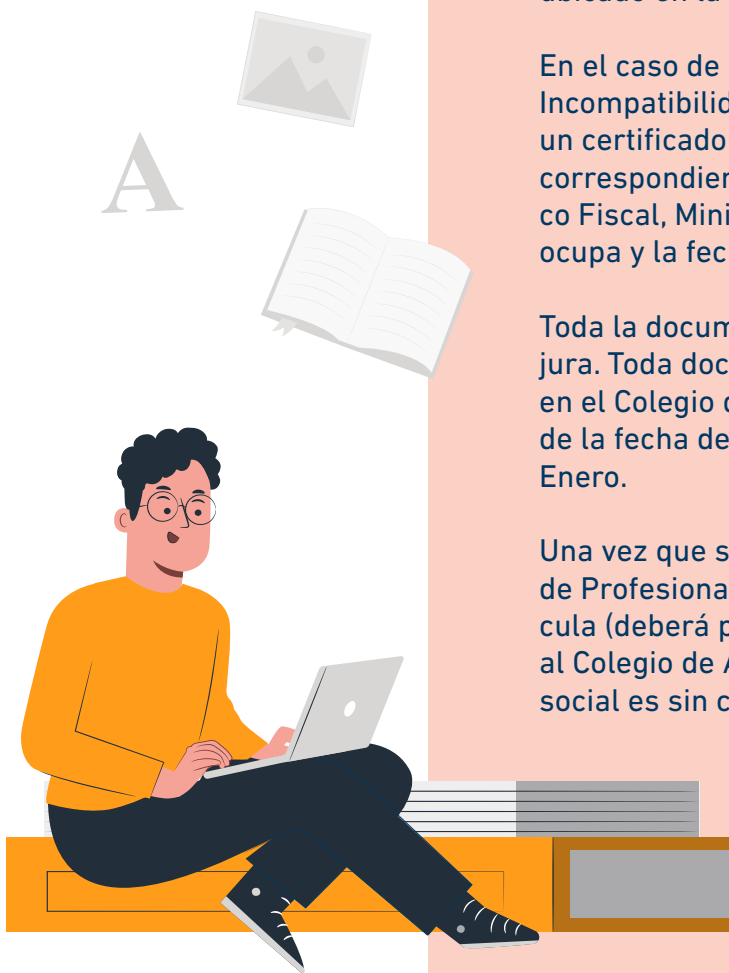 A
En el caso de
Incompatibilid
un certificado
correspondien
co Fiscal, Mini
ocupa y la fec
Toda la docum
jura. Toda doc
en el Colegio
de la fecha de
Enero.
Una vez que s
de Profesiona
cula (deberá p
al Colegio de A
social es sin c